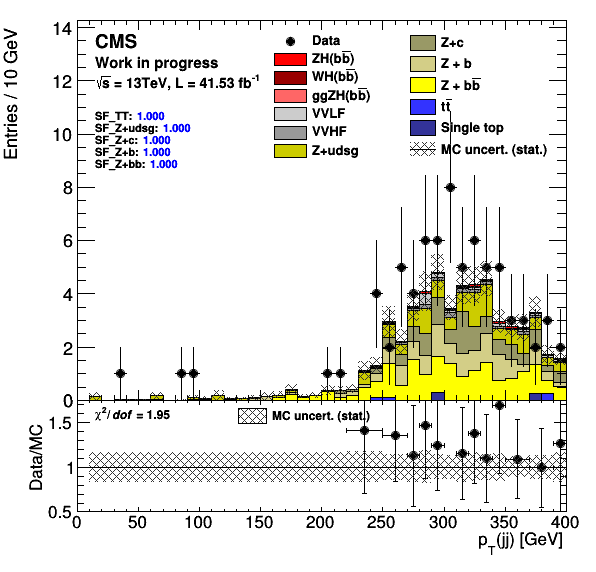 CMS
Work in progress
√s = 13TeV, L = 41.53 fb⁻¹
SF_TT: 1.000
SF_Z+udsg: 1.000
SF_Z+c: 1.000
SF_Z+b: 1.000
SF_Z+bb: 1.000
Data
ZH(bb̅)
WH(bb̅)
ggZH(bb̅)
VVLF
VVHF
Z+udsg
Z+c
Z + b
Z + bb̅
tt̅
Single top
MC uncert. (stat.)
Entries / 10 GeV
14
12
10
8
6
4
2
0
χ²/dof = 1.95
MC uncert. (stat.)
Data/MC
1.5
1
0.5
0 50 100 150 200 250 300 350 400
p_T(jj) [GeV]